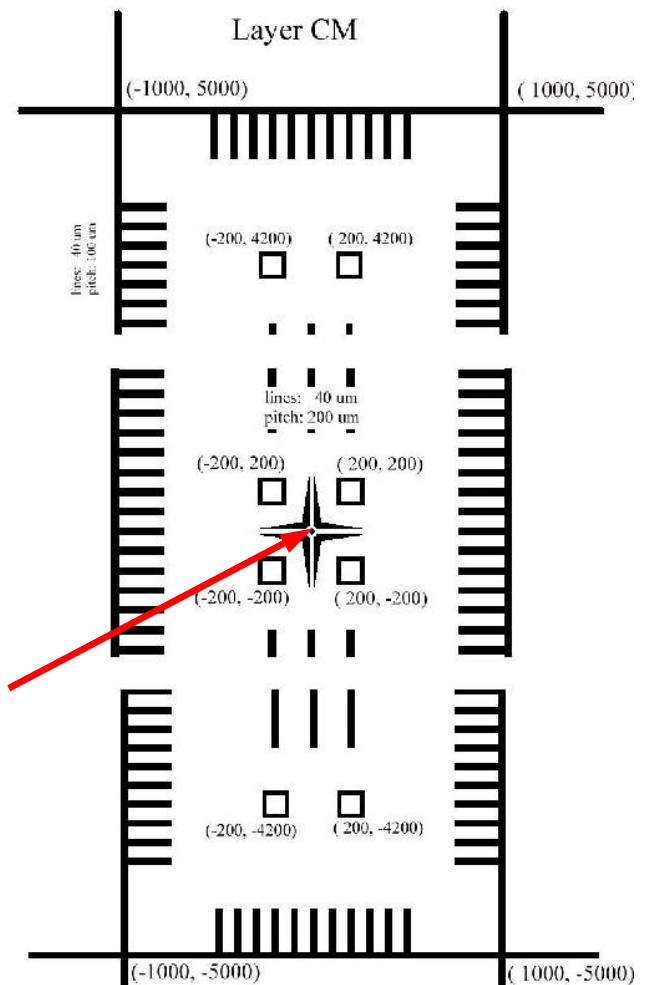 Layer CM
(-1000, 5000)
( 1000, 5000)
lines: 40 um
pitch: 100 um
(-200, 4200)
( 200, 4200)
lines: 40 um
pitch: 200 um
(-200, 200)
( 200, 200)
(-200, -200)
( 200, -200)
(-200, -4200)
( 200, -4200)
(-1000, -5000)
( 1000, -5000)